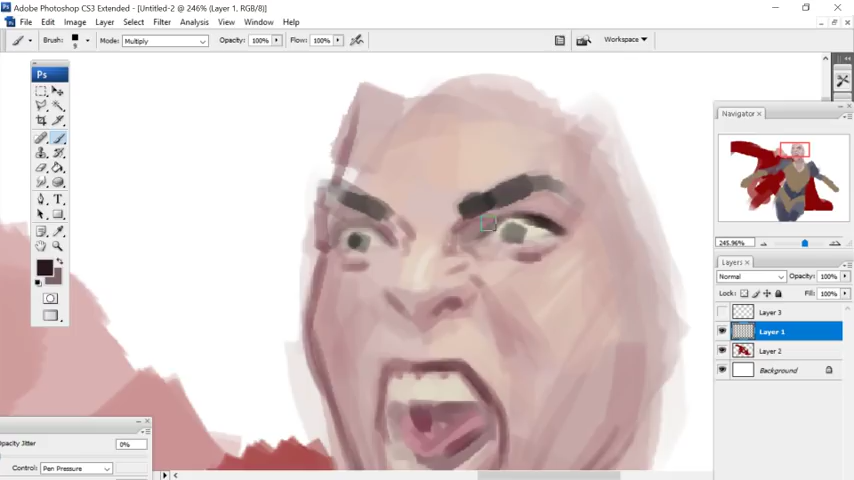 Adobe Photoshop CS3 Extended - [Untitled-2 @ 246% (Layer 1, RGB/8)]
File Edit Image Layer Select Filter Analysis View Window Help
Brush: 9 Mode: Multiply Opacity: 100% Flow: 100% Workspace
Ps
Navigator
245.96%
Layers
Normal Opacity: 100%
Lock: Fill: 100%
Layer 3
Layer 1
Layer 2
Background
Opacity Jitter 0%
Control: Pen Pressure